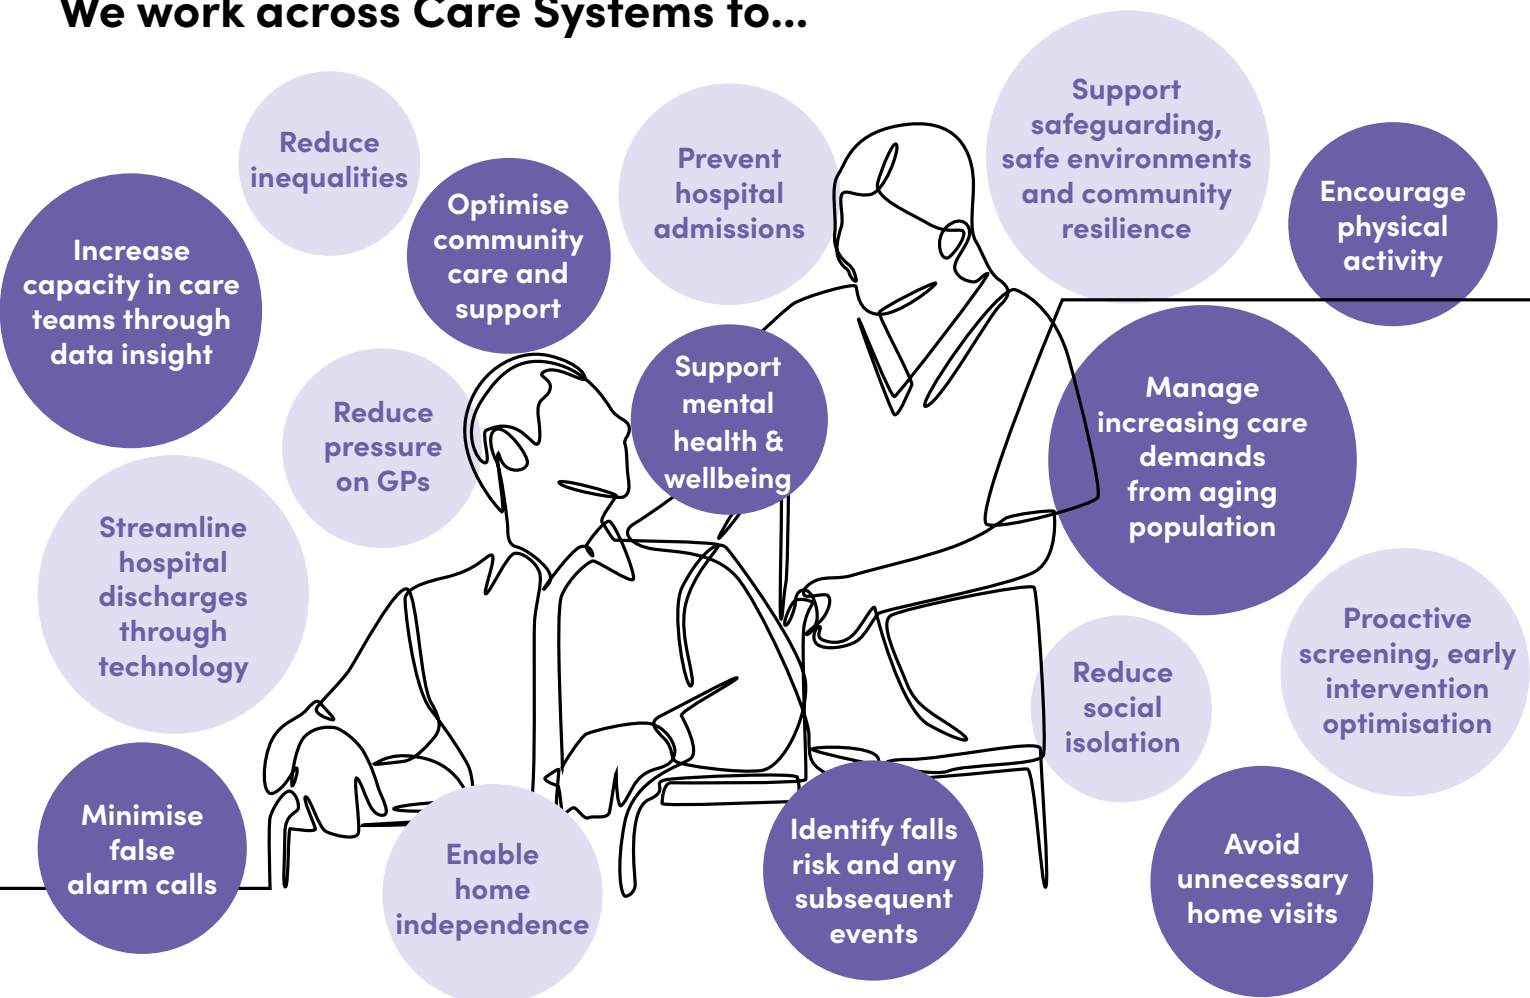 We work across Care Systems to...
Reduce
inequalities
Prevent
hospital
admissions
Support
safeguarding,
safe environments
and community
resilience
Encourage
physical
activity
Optimise
community
care and
support
Increase
capacity in care
teams through
data insight
Support
mental
health &
wellbeing
Manage
increasing care
demands
from aging
population
Reduce
pressure
on GPs
Streamline
hospital
discharges
through
technology
Reduce
social
isolation
Proactive
screening, early
intervention
optimisation
Minimise
false
alarm calls
Enable
home
independence
Identify falls
risk and any
subsequent
events
Avoid
unnecessary
home visits